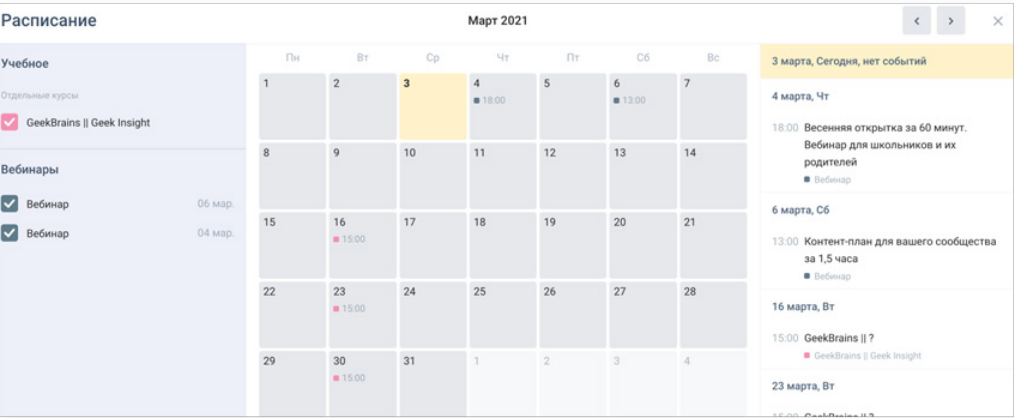 Расписание
Март 2021
Учебное
Отдельные курсы
GeekBrains || Geek Insight
Вебинары
Вебинар 06 мар.
Вебинар 04 мар.
Пн Вт Ср Чт Пт Сб Вс
1 2 3 4 5 6 7
18:00 13:00
8 9 10 11 12 13 14
15 16 17 18 19 20 21
15:00
22 23 24 25 26 27 28
15:00
29 30 31 1 2 3 4
15:00
3 марта, Сегодня, нет событий
4 марта, Чт
18:00 Весенняя открытка за 60 минут.
Вебинар для школьников и их
родителей
Вебинар
6 марта, Сб
13:00 Контент-план для вашего сообщества
за 1,5 часа
Вебинар
16 марта, Вт
15:00 GeekBrains || ?
GeekBrains || Geek Insight
23 марта, Вт
15:00 GeekBrains || ?